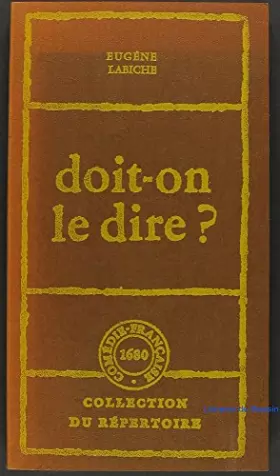 EUGÈNE
LABICHE
doit-on
le dire ?
COMÉDIE-FRANÇAISE
1680
COLLECTION
DU RÉPERTOIRE